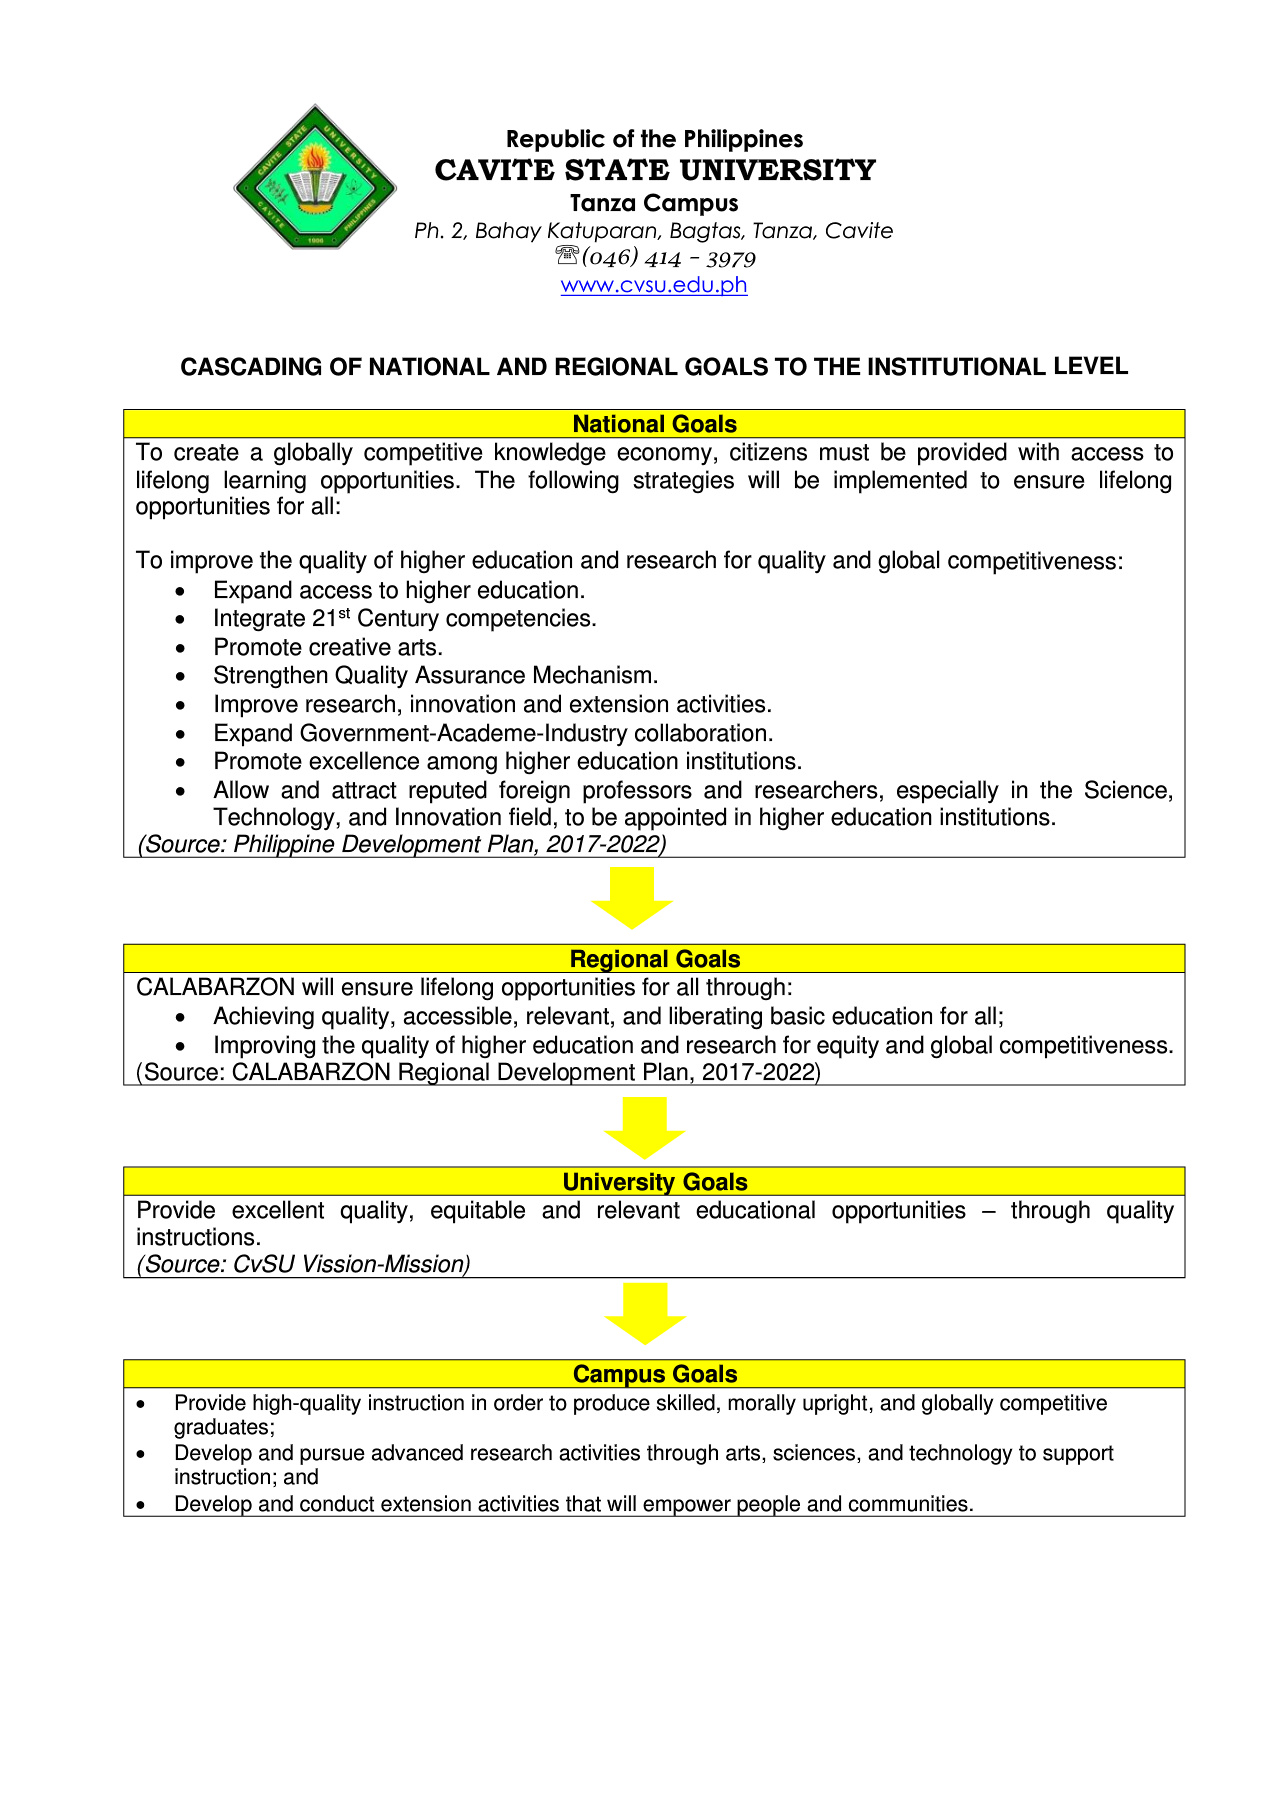 CAVITE STATE UNIVERSITY
CAVITE
PHILIPPINES
1906
Republic of the Philippines
CAVITE STATE UNIVERSITY
Tanza Campus
Ph. 2, Bahay Katuparan, Bagtas, Tanza, Cavite
☏(046) 414 – 3979
www.cvsu.edu.ph
CASCADING OF NATIONAL AND REGIONAL GOALS TO THE INSTITUTIONAL LEVEL
National Goals
To create a globally competitive knowledge economy, citizens must be provided with access to
lifelong learning opportunities. The following strategies will be implemented to ensure lifelong
opportunities for all:
To improve the quality of higher education and research for quality and global competitiveness:
• Expand access to higher education.
• Integrate 21st Century competencies.
• Promote creative arts.
• Strengthen Quality Assurance Mechanism.
• Improve research, innovation and extension activities.
• Expand Government-Academe-Industry collaboration.
• Promote excellence among higher education institutions.
• Allow and attract reputed foreign professors and researchers, especially in the Science,
Technology, and Innovation field, to be appointed in higher education institutions.
(Source: Philippine Development Plan, 2017-2022)
Regional Goals
CALABARZON will ensure lifelong opportunities for all through:
• Achieving quality, accessible, relevant, and liberating basic education for all;
• Improving the quality of higher education and research for equity and global competitiveness.
(Source: CALABARZON Regional Development Plan, 2017-2022)
University Goals
Provide excellent quality, equitable and relevant educational opportunities – through quality
instructions.
(Source: CvSU Vission-Mission)
Campus Goals
• Provide high-quality instruction in order to produce skilled, morally upright, and globally competitive
graduates;
• Develop and pursue advanced research activities through arts, sciences, and technology to support
instruction; and
• Develop and conduct extension activities that will empower people and communities.